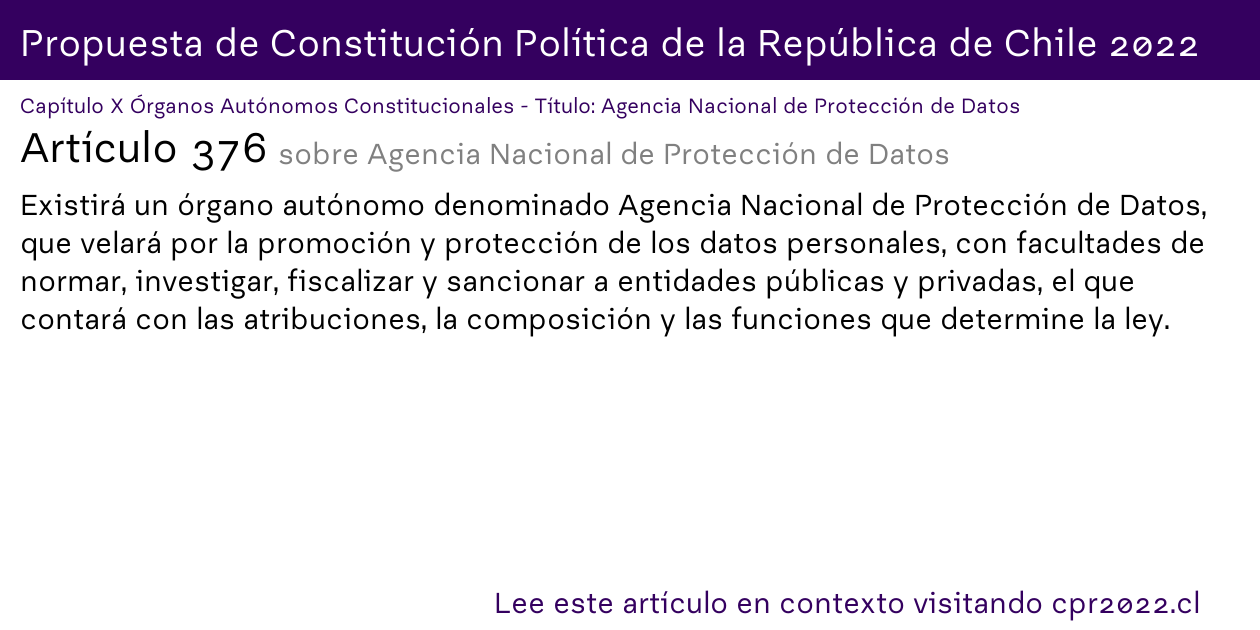 Propuesta de Constitución Política de la República de Chile 2022
Capítulo X Órganos Autónomos Constitucionales - Título: Agencia Nacional de Protección de Datos
Artículo 376 sobre Agencia Nacional de Protección de Datos
Existirá un órgano autónomo denominado Agencia Nacional de Protección de Datos,
que velará por la promoción y protección de los datos personales, con facultades de
normar, investigar, fiscalizar y sancionar a entidades públicas y privadas, el que
contará con las atribuciones, la composición y las funciones que determine la ley.
Lee este artículo en contexto visitando cpr2022.cl